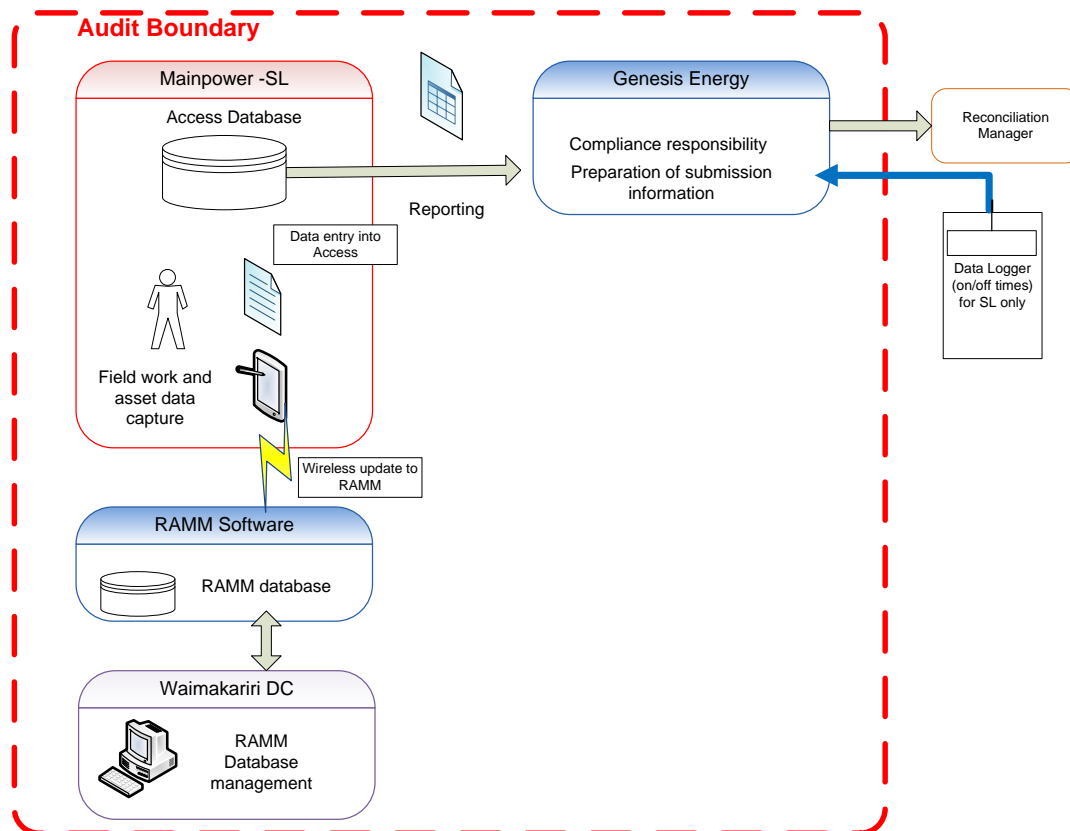 Audit Boundary
Mainpower -SL
Access Database
Reporting
Data entry into
Access
Field work and
asset data
capture
Genesis Energy
Compliance responsibility
Preparation of submission
information
Reconciliation
Manager
Data Logger
(on/off times)
for SL only
Wireless update to
RAMM
RAMM Software
RAMM database
Waimakariri DC
RAMM
Database
management